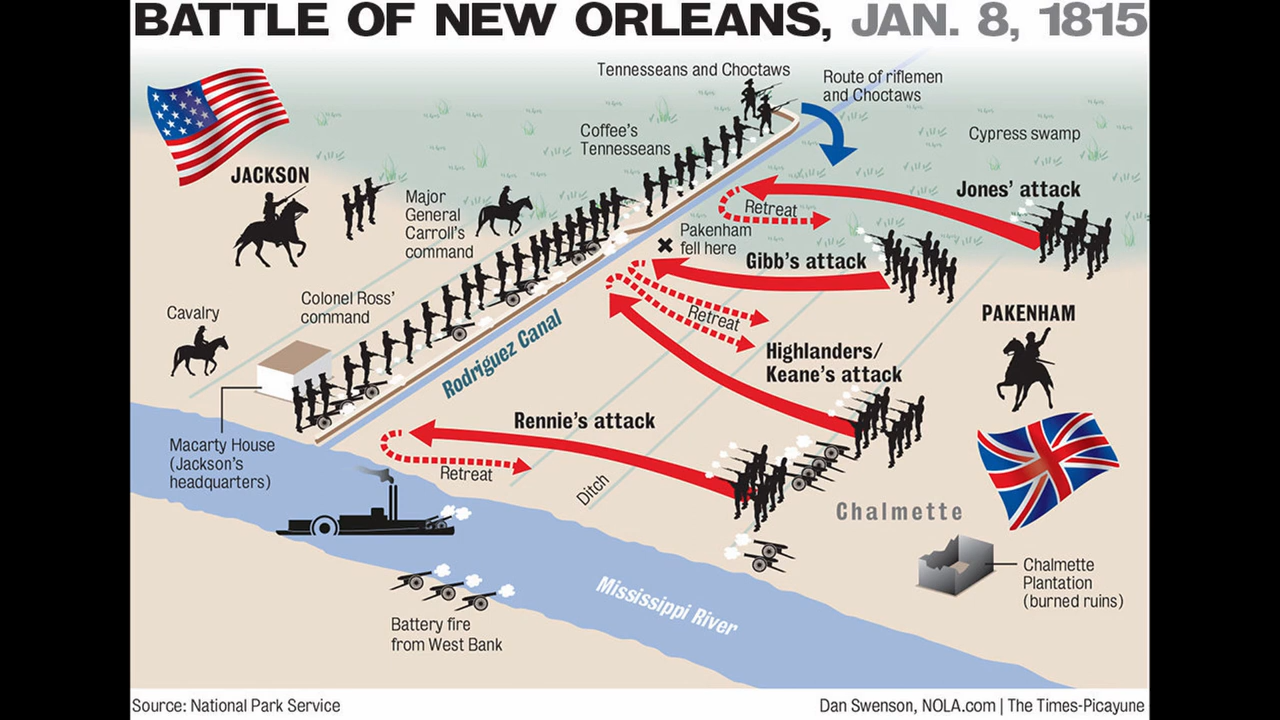 BATTLE OF NEW ORLEANS, JAN. 8, 1815
Tennesseans and Choctaws
Route of riflemen
and Choctaws
Coffee's
Tennesseans
Cypress swamp
JACKSON
Jones' attack
Major
General
Carroll's
command
Retreat
Pakenham
fell here
Gibb's attack
Colonel Ross'
command
Cavalry
PAKENHAM
Retreat
Rodriguez Canal
Highlanders/
Keane's attack
Rennie's attack
Macarty House
(Jackson's
headquarters)
Retreat
Ditch
Chalmette
Chalmette
Plantation
(burned ruins)
Mississippi River
Battery fire
from West Bank
Source: National Park Service
Dan Swenson, NOLA.com | The Times-Picayune